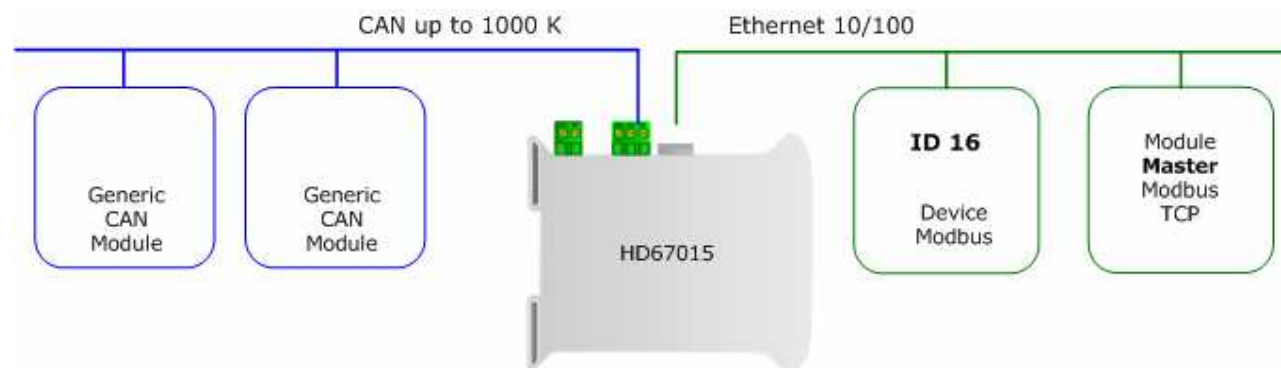 CAN up to 1000 K
Ethernet 10/100
Generic
CAN
Module
Generic
CAN
Module
HD67015
ID 16
Device
Modbus
Module
Master
Modbus
TCP